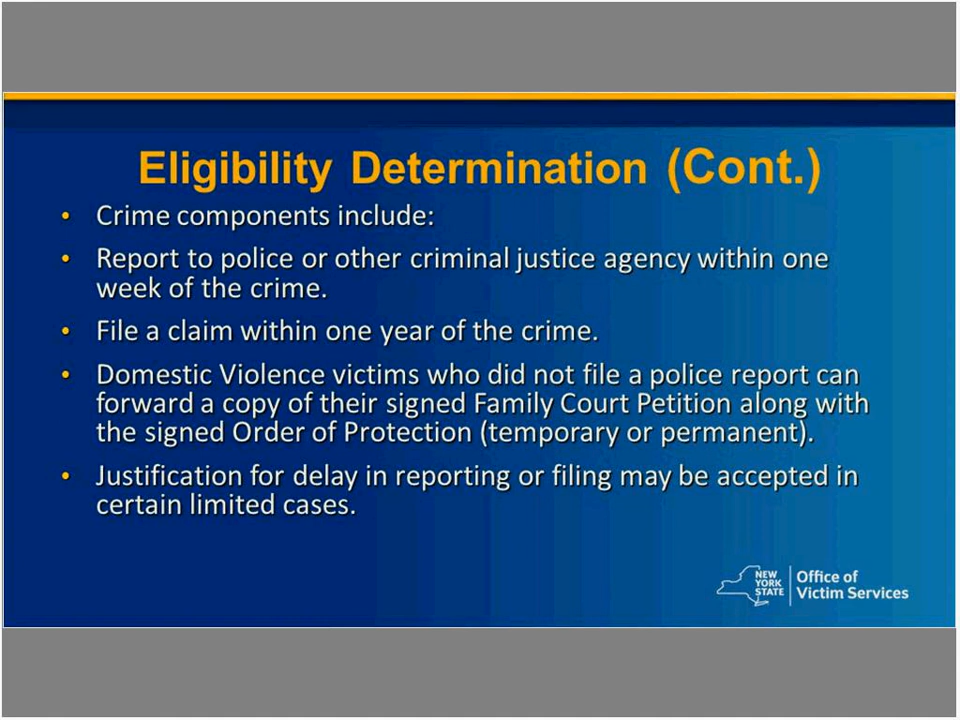 Eligibility Determination (Cont.)
• Crime components include:
• Report to police or other criminal justice agency within one
week of the crime.
• File a claim within one year of the crime.
• Domestic Violence victims who did not file a police report can
forward a copy of their signed Family Court Petition along with
the signed Order of Protection (temporary or permanent).
• Justification for delay in reporting or filing may be accepted in
certain limited cases.
NEW
YORK
STATE
Office of
Victim Services